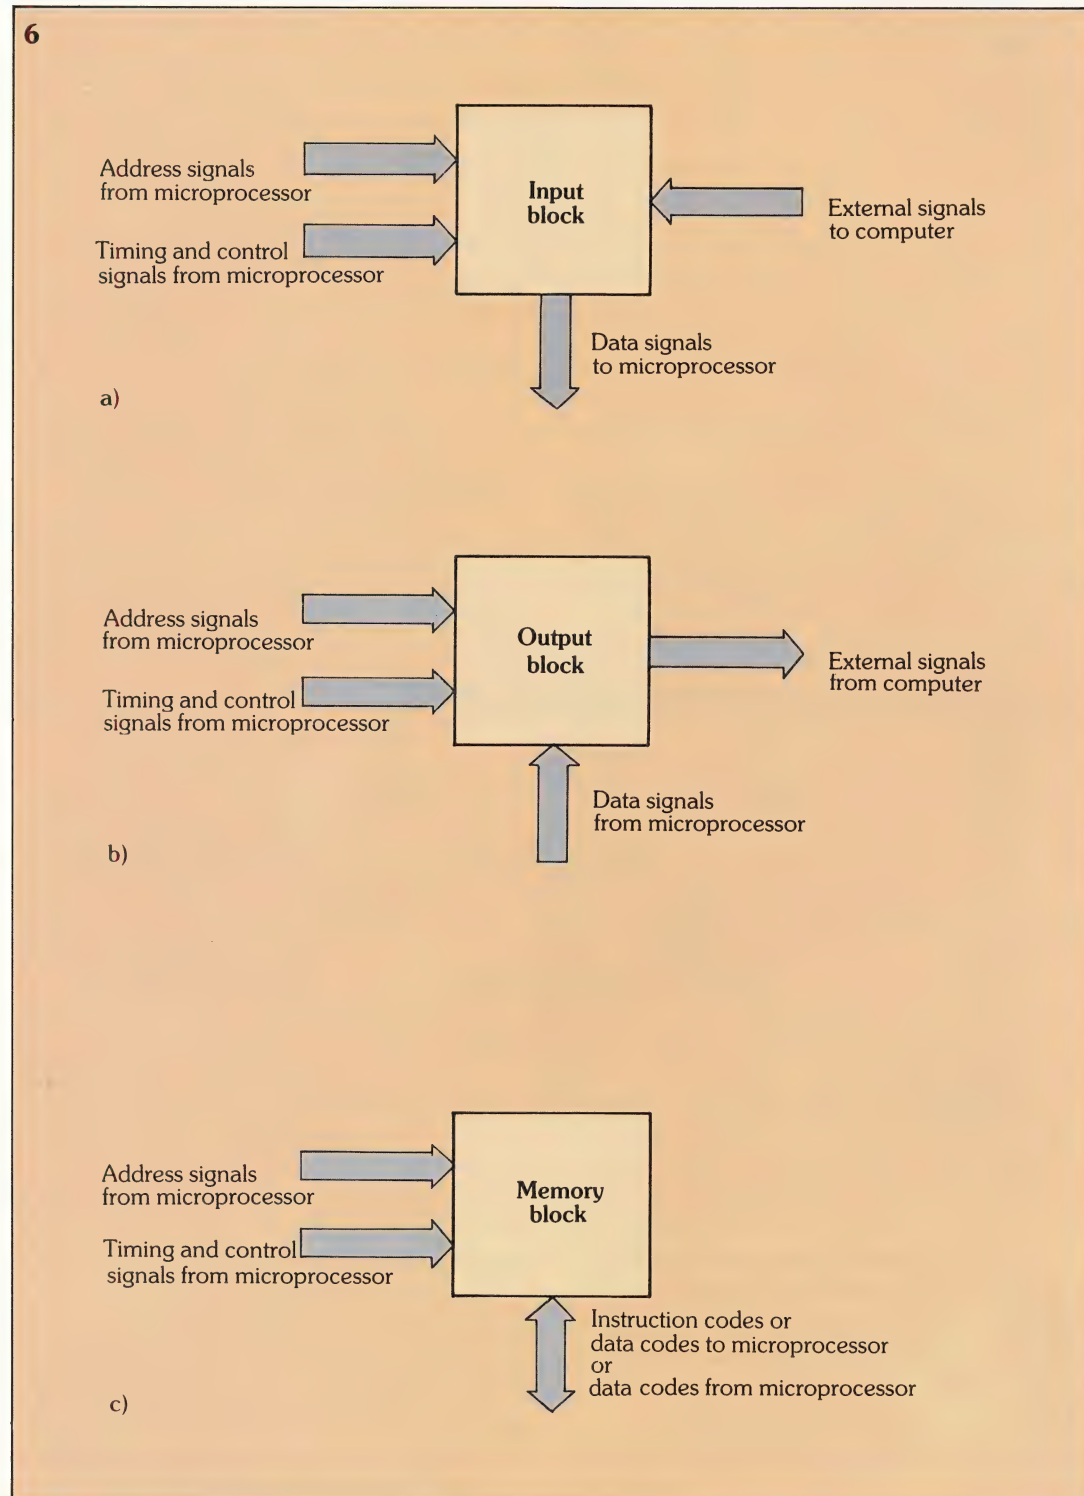 6
Address signals
from microprocessor
Timing and control
signals from microprocessor
Input
block
External signals
to computer
Data signals
to microprocessor
a)
Address signals
from microprocessor
Timing and control
signals from microprocessor
Output
block
External signals
from computer
Data signals
from microprocessor
b)
Address signals
from microprocessor
Timing and control
signals from microprocessor
Memory
block
Instruction codes or
data codes to microprocessor
or
data codes from microprocessor
c)